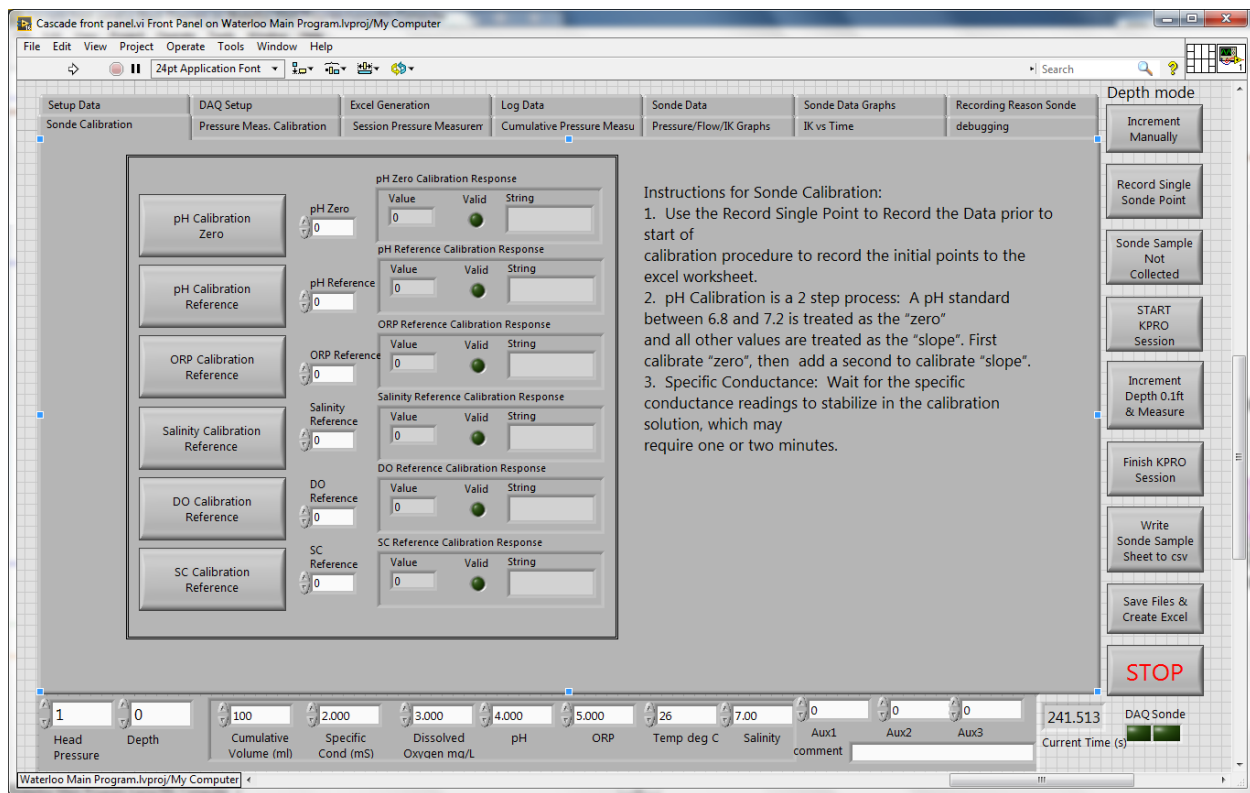 Cascade front panel.vi Front Panel on Waterloo Main Program.lvproj/My Computer
File Edit View Project Operate Tools Window Help
24pt Application Font
Search
Setup Data DAQ Setup Excel Generation Log Data Sonde Data Sonde Data Graphs Recording Reason Sonde
Sonde Calibration Pressure Meas. Calibration Session Pressure Measurem Cumulative Pressure Measu Pressure/Flow/IK Graphs IK vs Time debugging
pH Calibration
Zero
pH Zero
0
pH Zero Calibration Response
Value Valid String
0
pH Calibration
Reference
pH Reference
0
pH Reference Calibration Response
Value Valid String
0
ORP Calibration
Reference
ORP Reference
0
ORP Reference Calibration Response
Value Valid String
0
Salinity Calibration
Reference
Salinity
Reference
0
Salinity Reference Calibration Response
Value Valid String
0
DO Calibration
Reference
DO
Reference
0
DO Reference Calibration Response
Value Valid String
0
SC Calibration
Reference
SC
Reference
0
SC Reference Calibration Response
Value Valid String
0
Instructions for Sonde Calibration:
1. Use the Record Single Point to Record the Data prior to
start of
calibration procedure to record the initial points to the
excel worksheet.
2. pH Calibration is a 2 step process: A pH standard
between 6.8 and 7.2 is treated as the "zero"
and all other values are treated as the "slope". First
calibrate "zero", then add a second to calibrate "slope".
3. Specific Conductance: Wait for the specific
conductance readings to stabilize in the calibration
solution, which may
require one or two minutes.
Depth mode
Increment
Manually
Record Single
Sonde Point
Sonde Sample
Not
Collected
START
KPRO
Session
Increment
Depth 0.1ft
& Measure
Finish KPRO
Session
Write
Sonde Sample
Sheet to csv
Save Files &
Create Excel
STOP
DAQ Sonde
1 0 100 2.000 3.000 4.000 5.000 26 7.00 0 0 0 241.513
Head
Pressure
Depth
Cumulative
Volume (ml)
Specific
Cond (mS)
Dissolved
Oxygen mg/L
pH
ORP
Temp deg C
Salinity
Aux1
Aux2
Aux3
comment
Current Time (s)
Waterloo Main Program.lvproj/My Computer